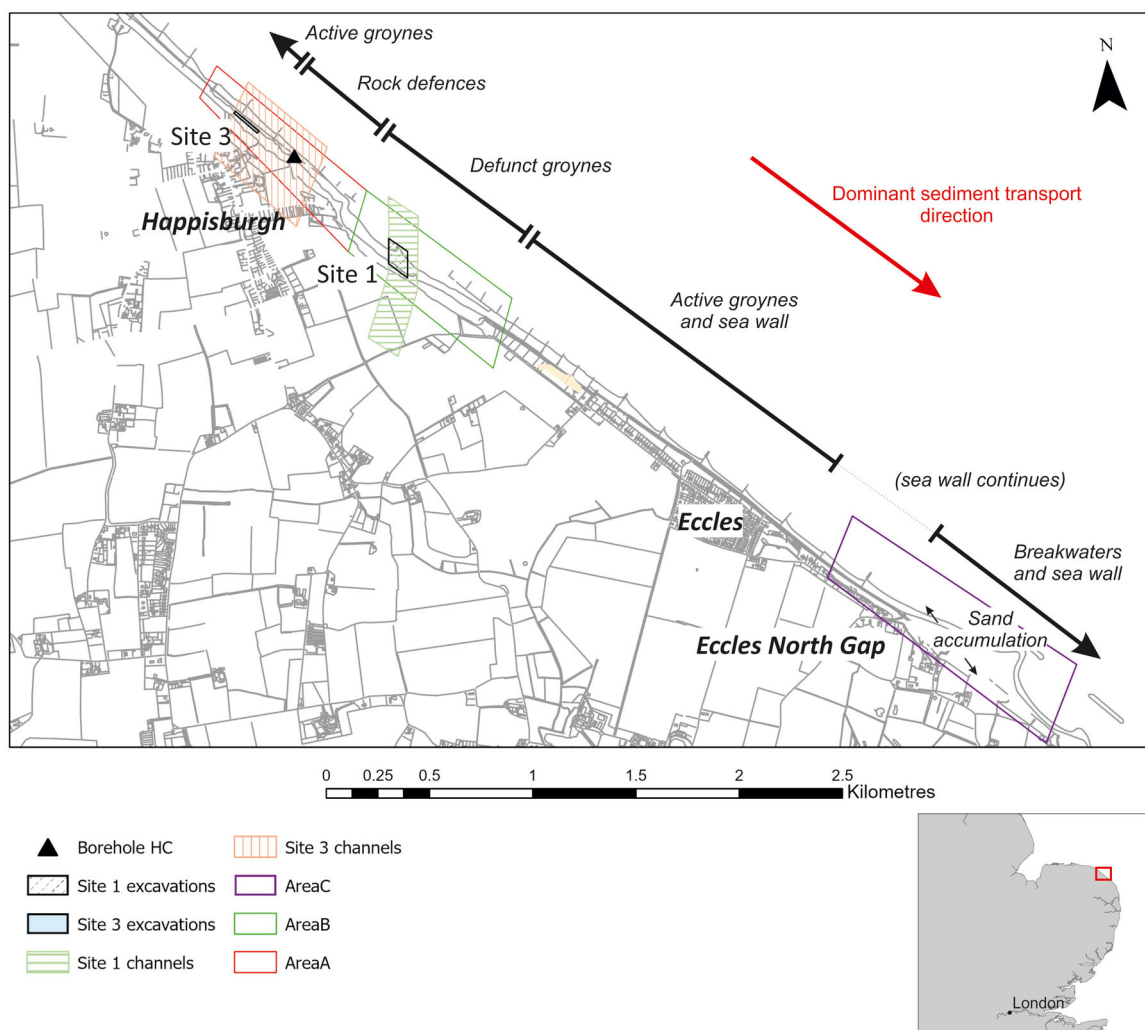 Active groynes
N
Rock defences
Site 3
Defunct groynes
Dominant sediment transport
direction
Happisburgh
Site 1
Active groynes
and sea wall
(sea wall continues)
Eccles
Breakwaters
and sea wall
Sand
accumulation
Eccles North Gap
0 0.25 0.5 1 1.5 2 2.5
Kilometres
Borehole HC
Site 1 excavations
Site 3 excavations
Site 1 channels
Site 3 channels
AreaC
AreaB
AreaA
London